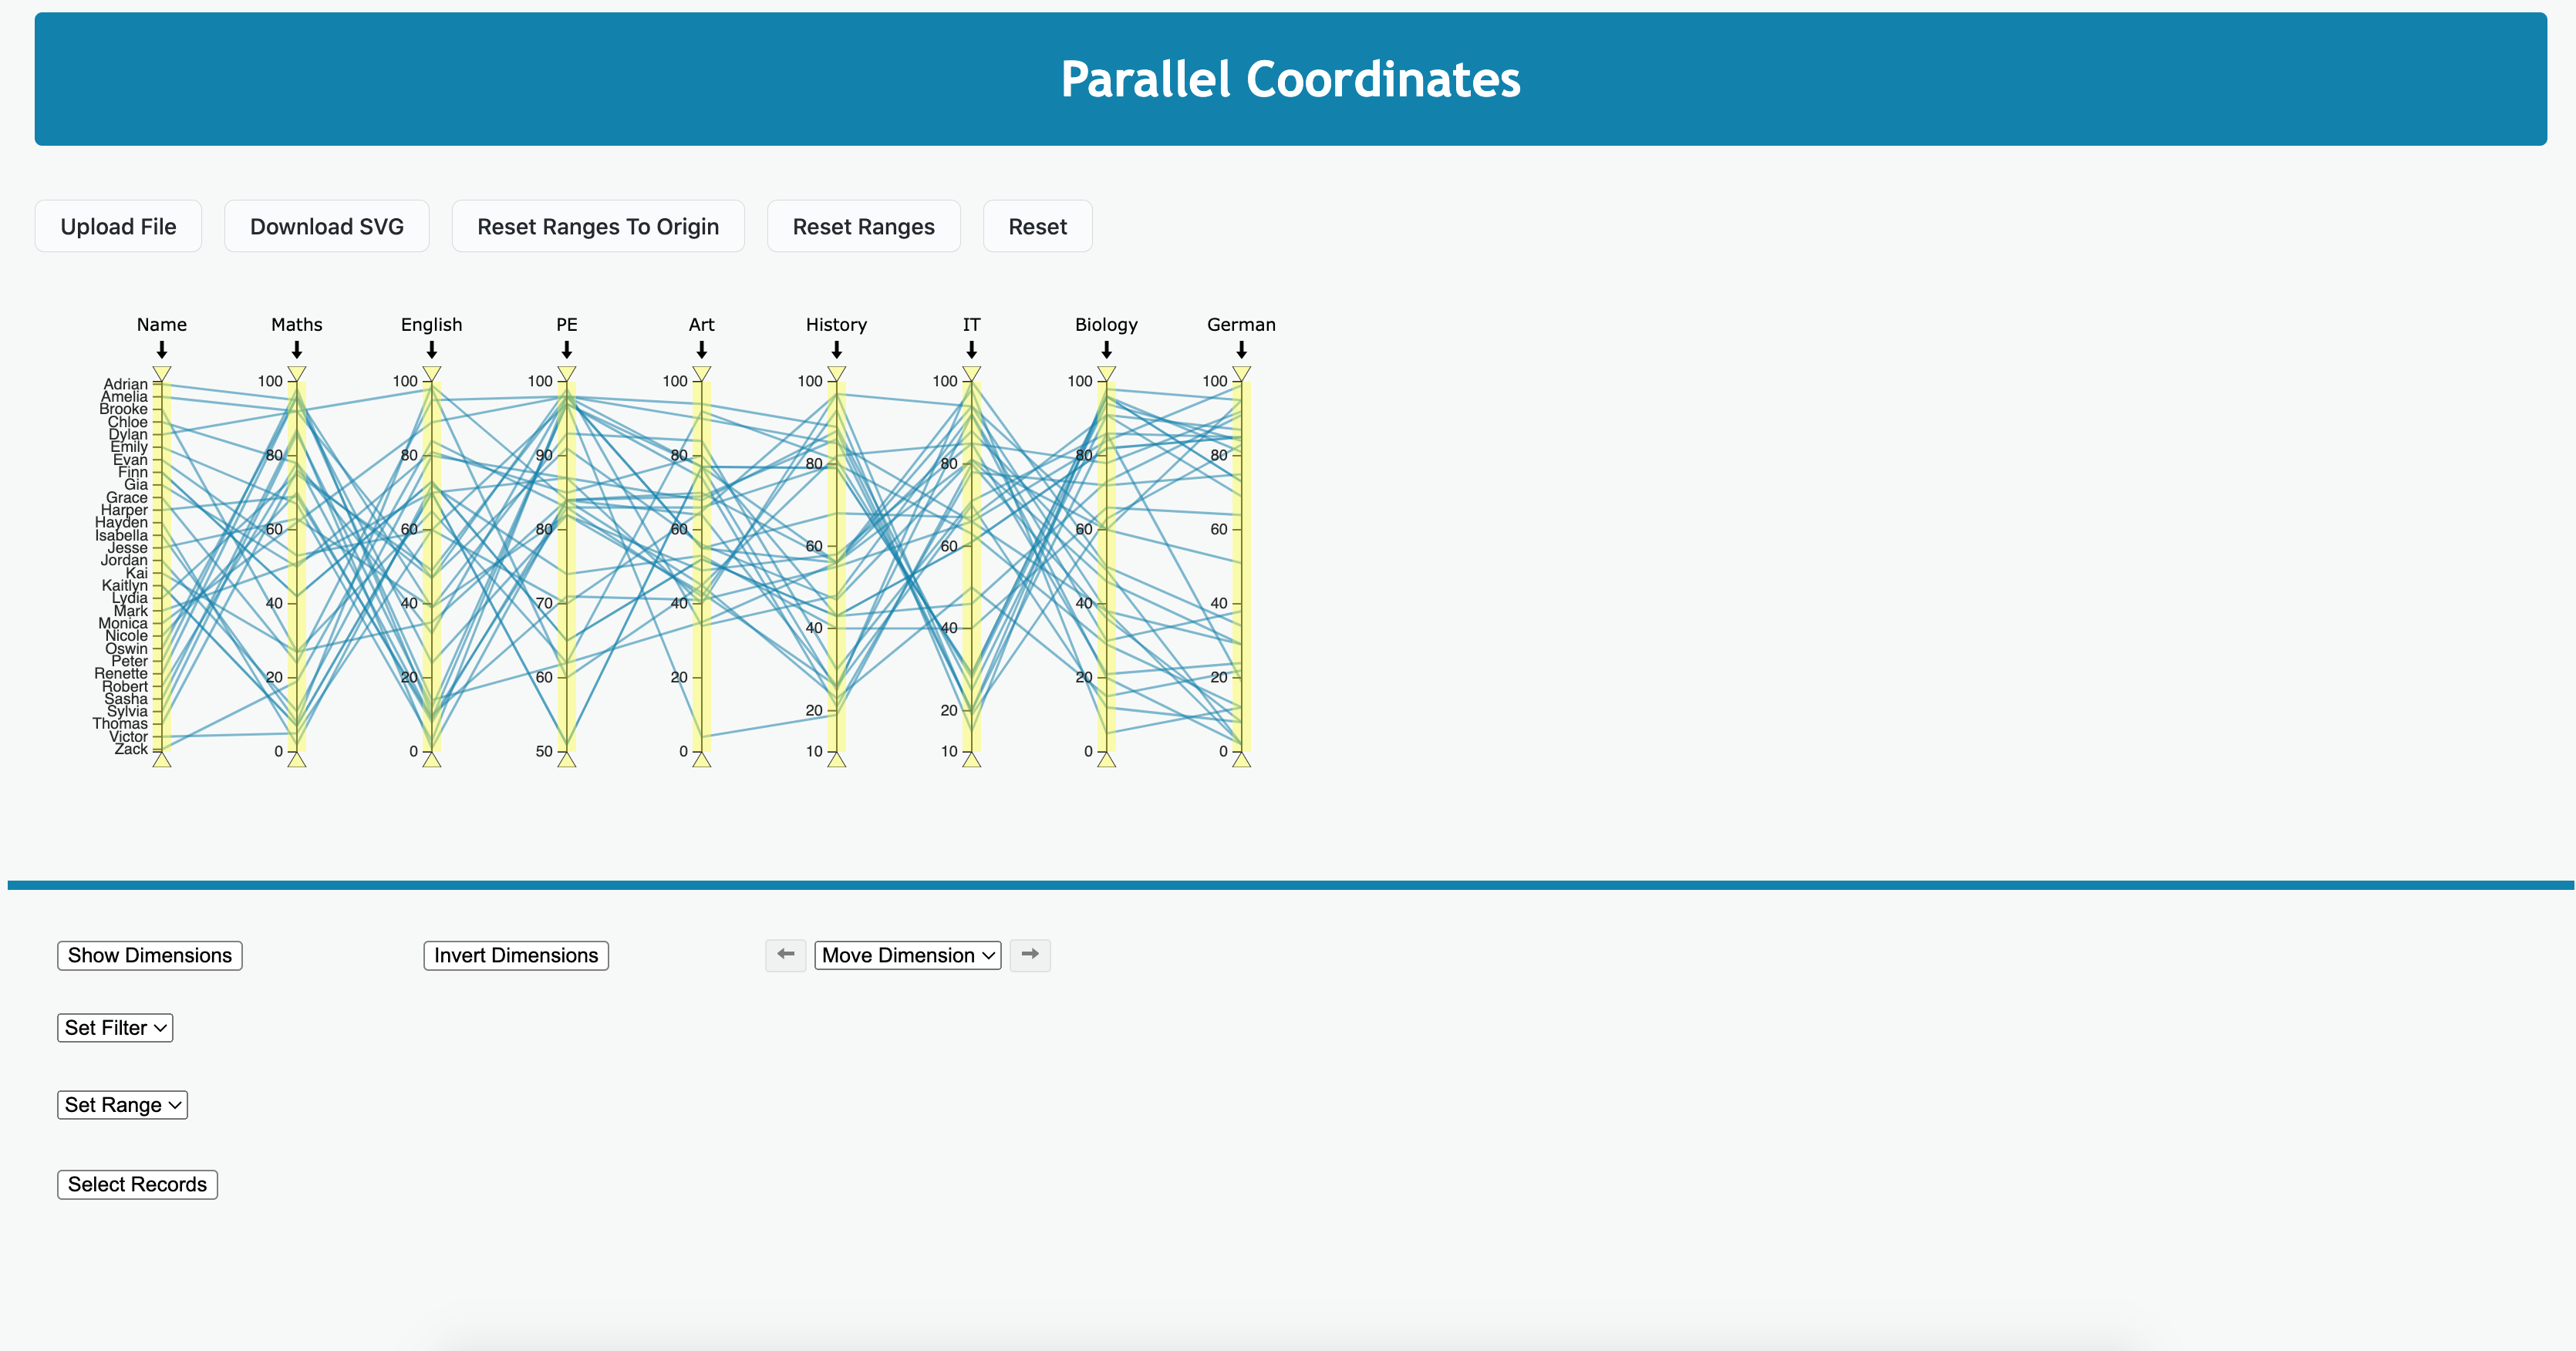 Parallel Coordinates
Upload File Download SVG Reset Ranges To Origin Reset Ranges Reset
Name Maths English PE Art History IT Biology German
Adrian
Amelia
Brooke
Chloe
Dylan
Emily
Evan
Finn
Gia
Grace
Harper
Hayden
Isabella
Jesse
Jordan
Kai
Kaitlyn
Lydia
Mark
Monica
Nicole
Oswin
Peter
Renette
Robert
Sasha
Sylvia
Thomas
Victor
Zack
100
80
60
40
20
0
100
80
60
40
20
0
100
90
80
70
60
50
100
80
60
40
20
0
100
80
60
40
20
10
100
80
60
40
20
10
100
80
60
40
20
0
100
80
60
40
20
0
Show Dimensions Invert Dimensions Move Dimension
Set Filter
Set Range
Select Records